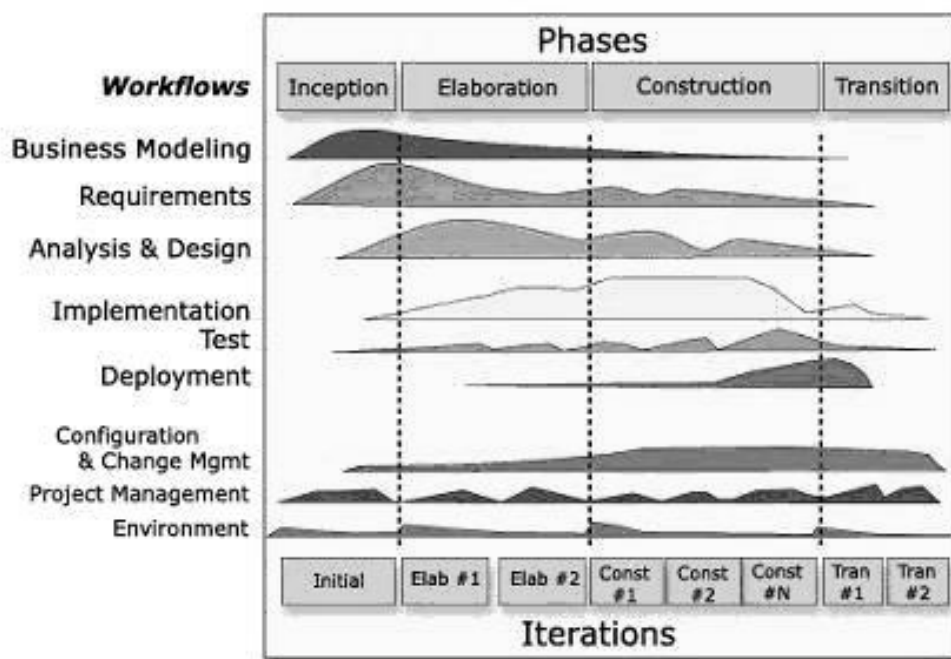 Phases
Workflows
Inception Elaboration Construction Transition
Business Modeling
Requirements
Analysis & Design
Implementation
Test
Deployment
Configuration
& Change Mgmt
Project Management
Environment
Initial Elab #1 Elab #2 Const #1 Const #2 Const #N Tran #1 Tran #2
Iterations